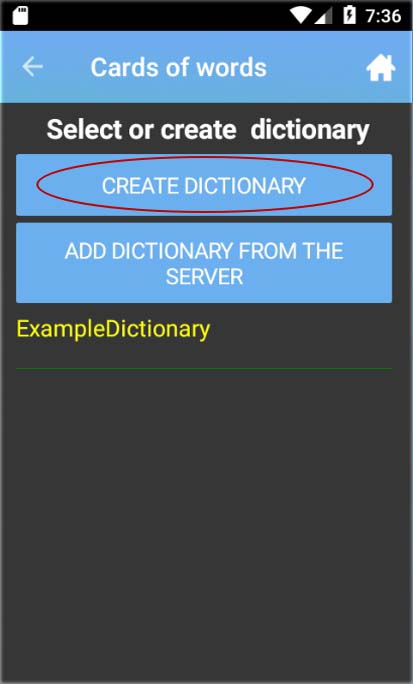 7:36
Cards of words
Select or create dictionary
CREATE DICTIONARY
ADD DICTIONARY FROM THE
SERVER
ExampleDictionary